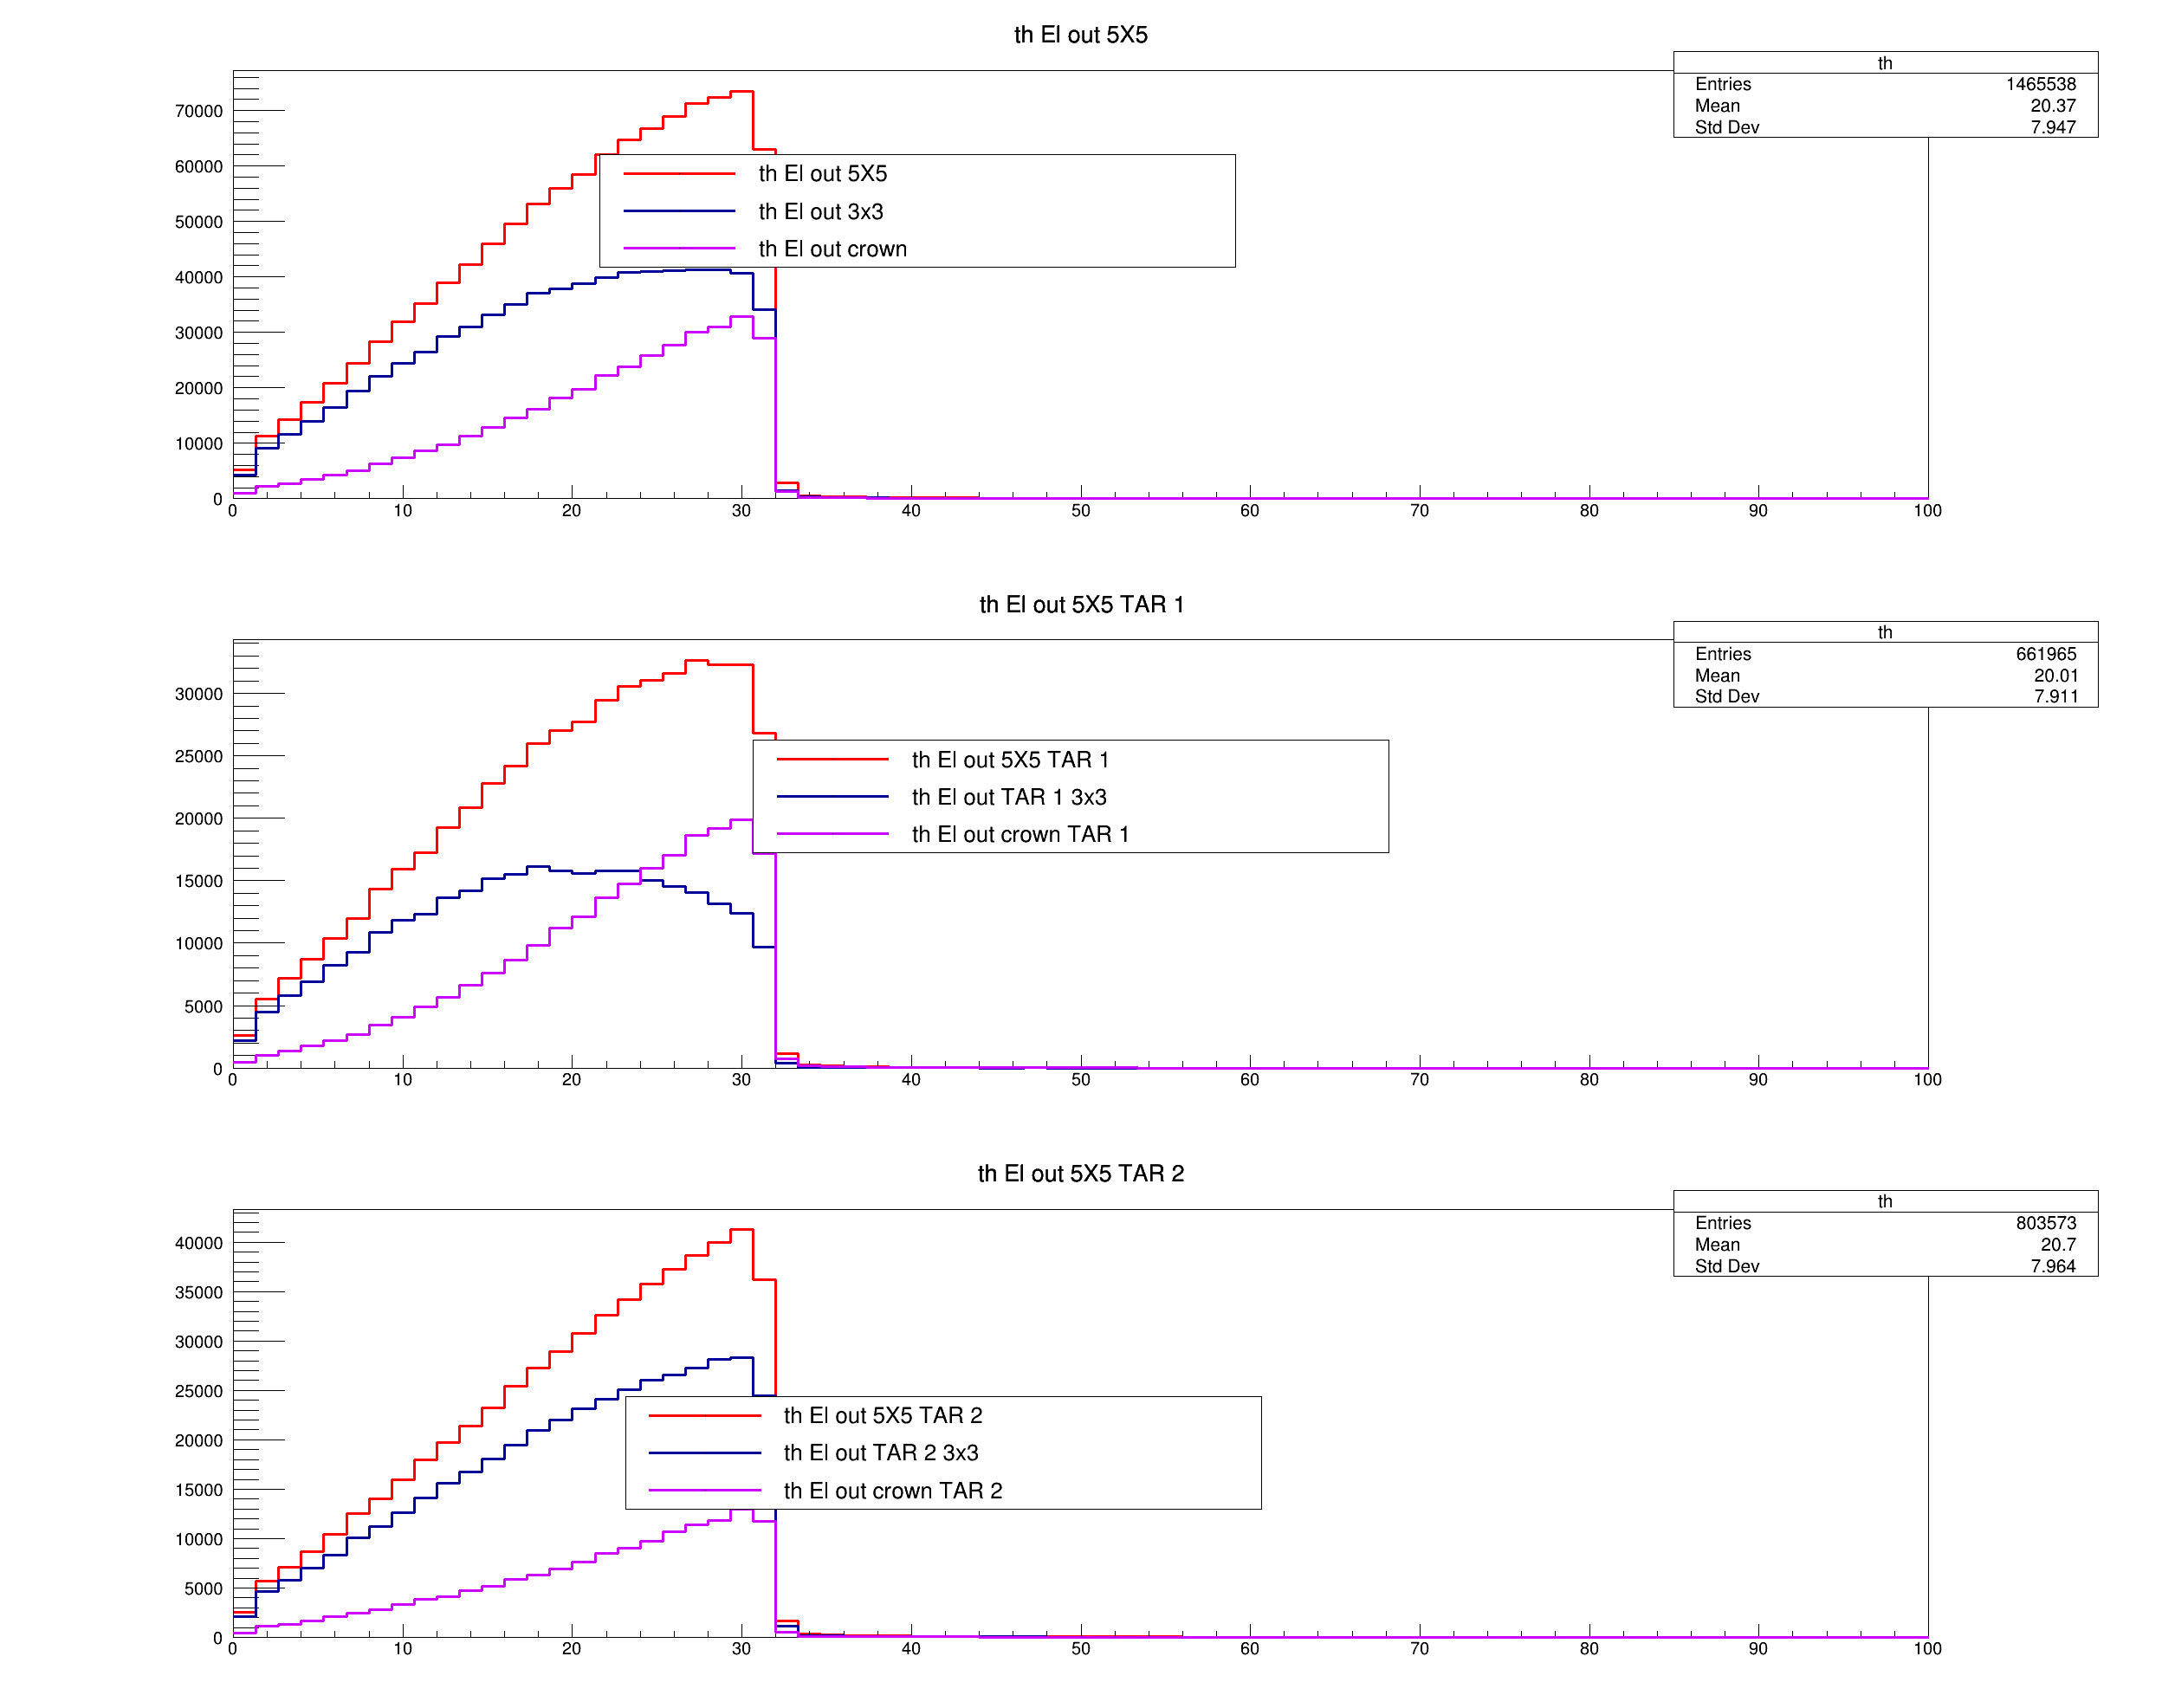 th El out 5X5
th
Entries 1465538
Mean 20.37
Std Dev 7.947
70000
60000
50000
40000
30000
20000
10000
0
th El out 5X5
th El out 3x3
th El out crown
0 10 20 30 40 50 60 70 80 90 100
th El out 5X5 TAR 1
th
Entries 661965
Mean 20.01
Std Dev 7.911
30000
25000
20000
15000
10000
5000
0
th El out 5X5 TAR 1
th El out TAR 1 3x3
th El out crown TAR 1
0 10 20 30 40 50 60 70 80 90 100
th El out 5X5 TAR 2
th
Entries 803573
Mean 20.7
Std Dev 7.964
40000
35000
30000
25000
20000
15000
10000
5000
0
th El out 5X5 TAR 2
th El out TAR 2 3x3
th El out crown TAR 2
0 10 20 30 40 50 60 70 80 90 100